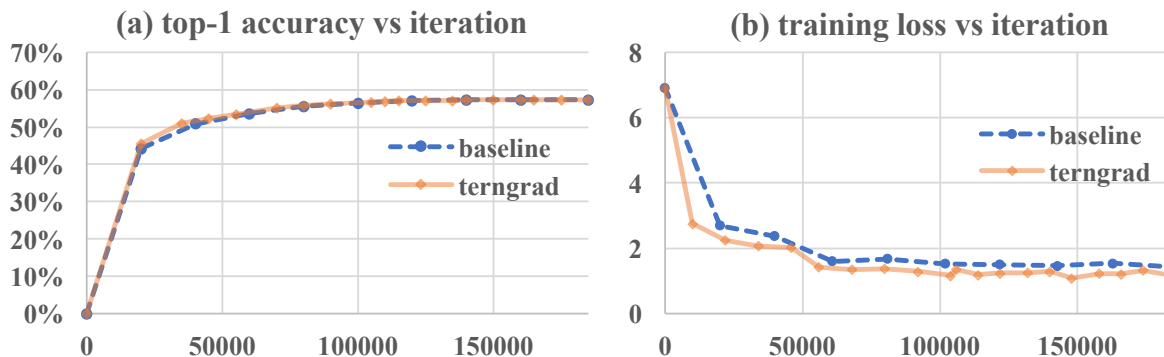 (a) top-1 accuracy vs iteration
70%
60%
50%
40%
30%
20%
10%
0%
baseline
terngrad
0 50000 100000 150000
(b) training loss vs iteration
8
6
4
2
0
baseline
terngrad
0 50000 100000 150000